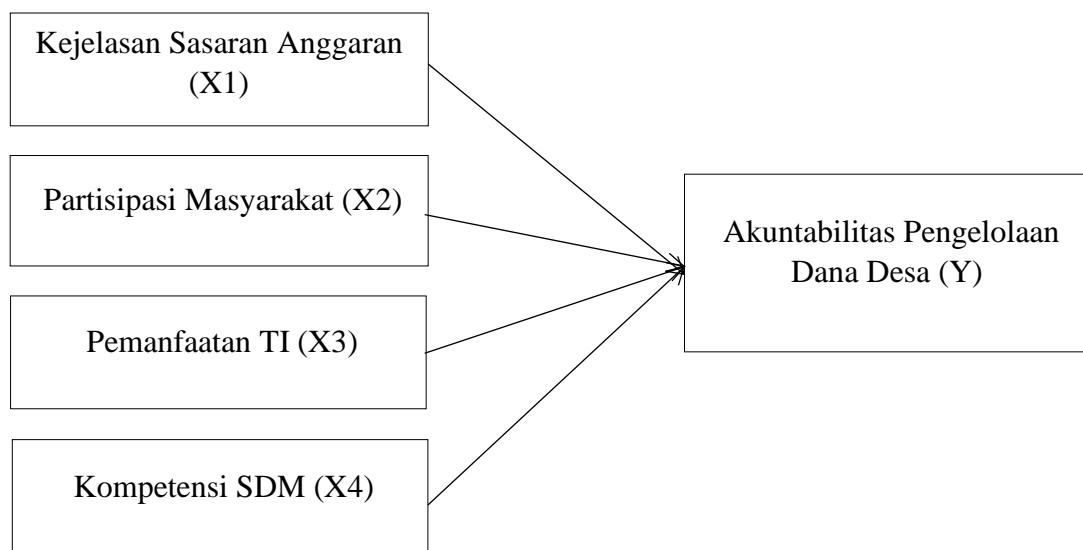 Kejelasan Sasaran Anggaran
(X1)
Partisipasi Masyarakat (X2)
Pemanfaatan TI (X3)
Kompetensi SDM (X4)
Akuntabilitas Pengelolaan
Dana Desa (Y)